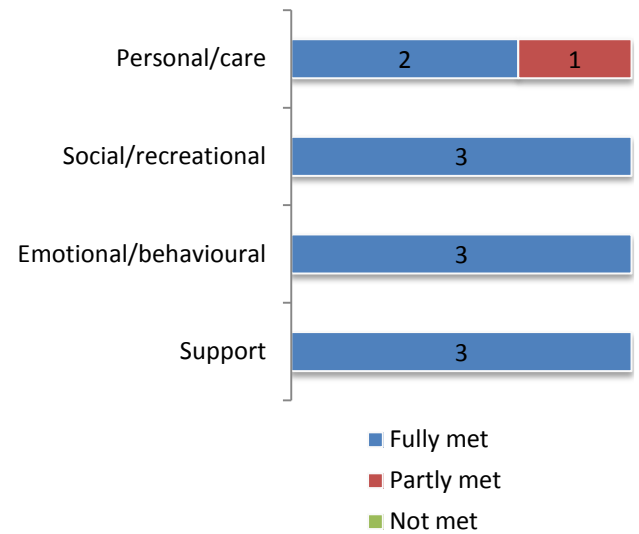 Personal/care 2 1
Social/recreational 3
Emotional/behavioural 3
Support 3
Fully met
Partly met
Not met